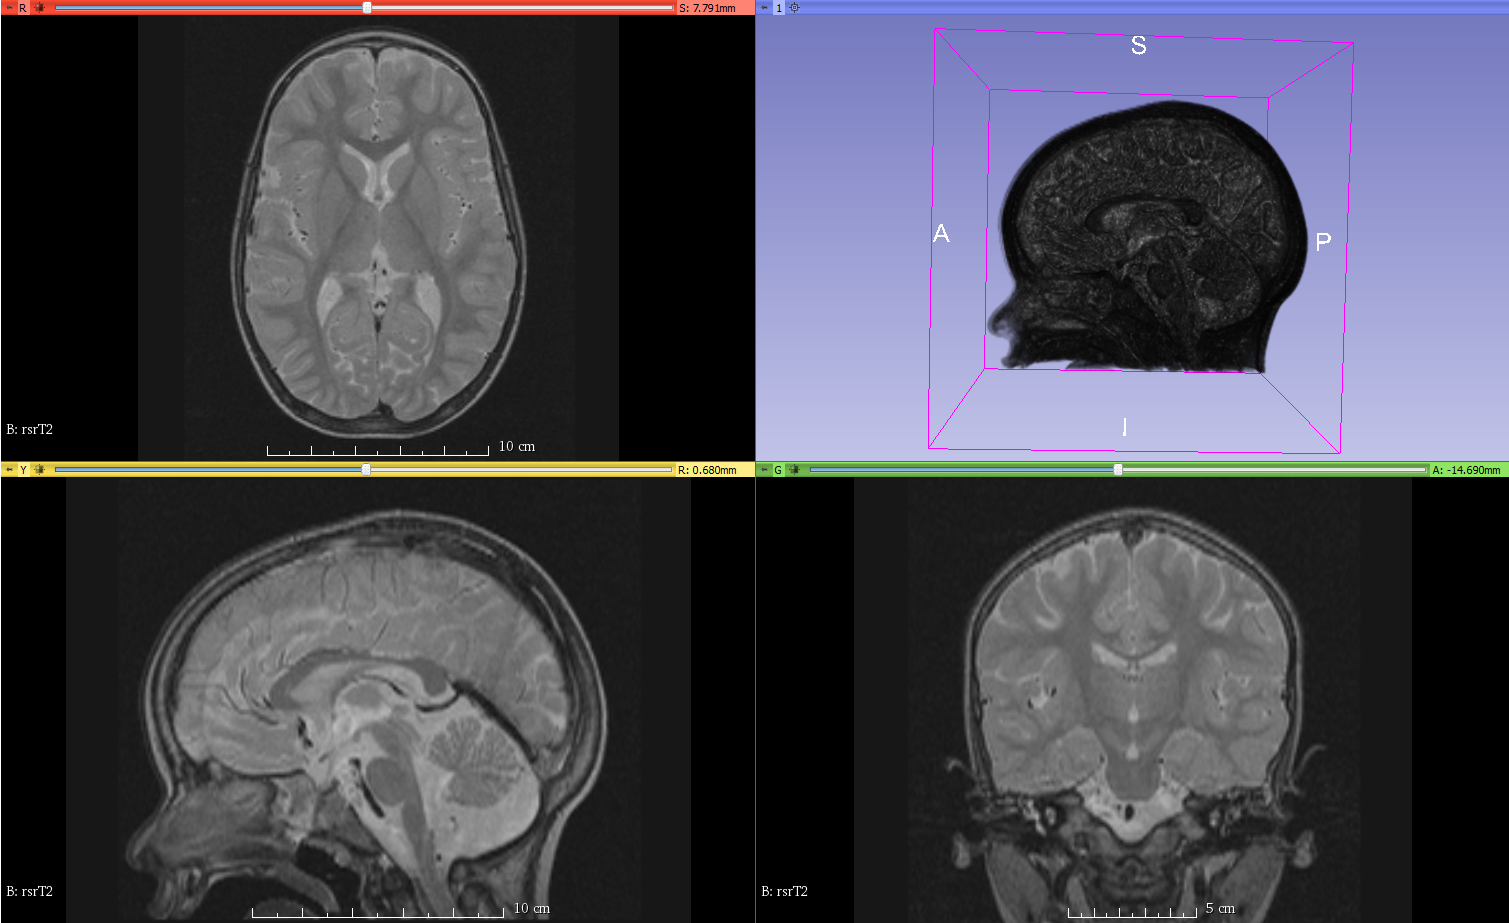 R S: 7.791mm
1
S
A
P
I
B: rsrT2
10 cm
Y R: 0.680mm
G A: -14.690mm
B: rsrT2
10 cm
B: rsrT2
5 cm